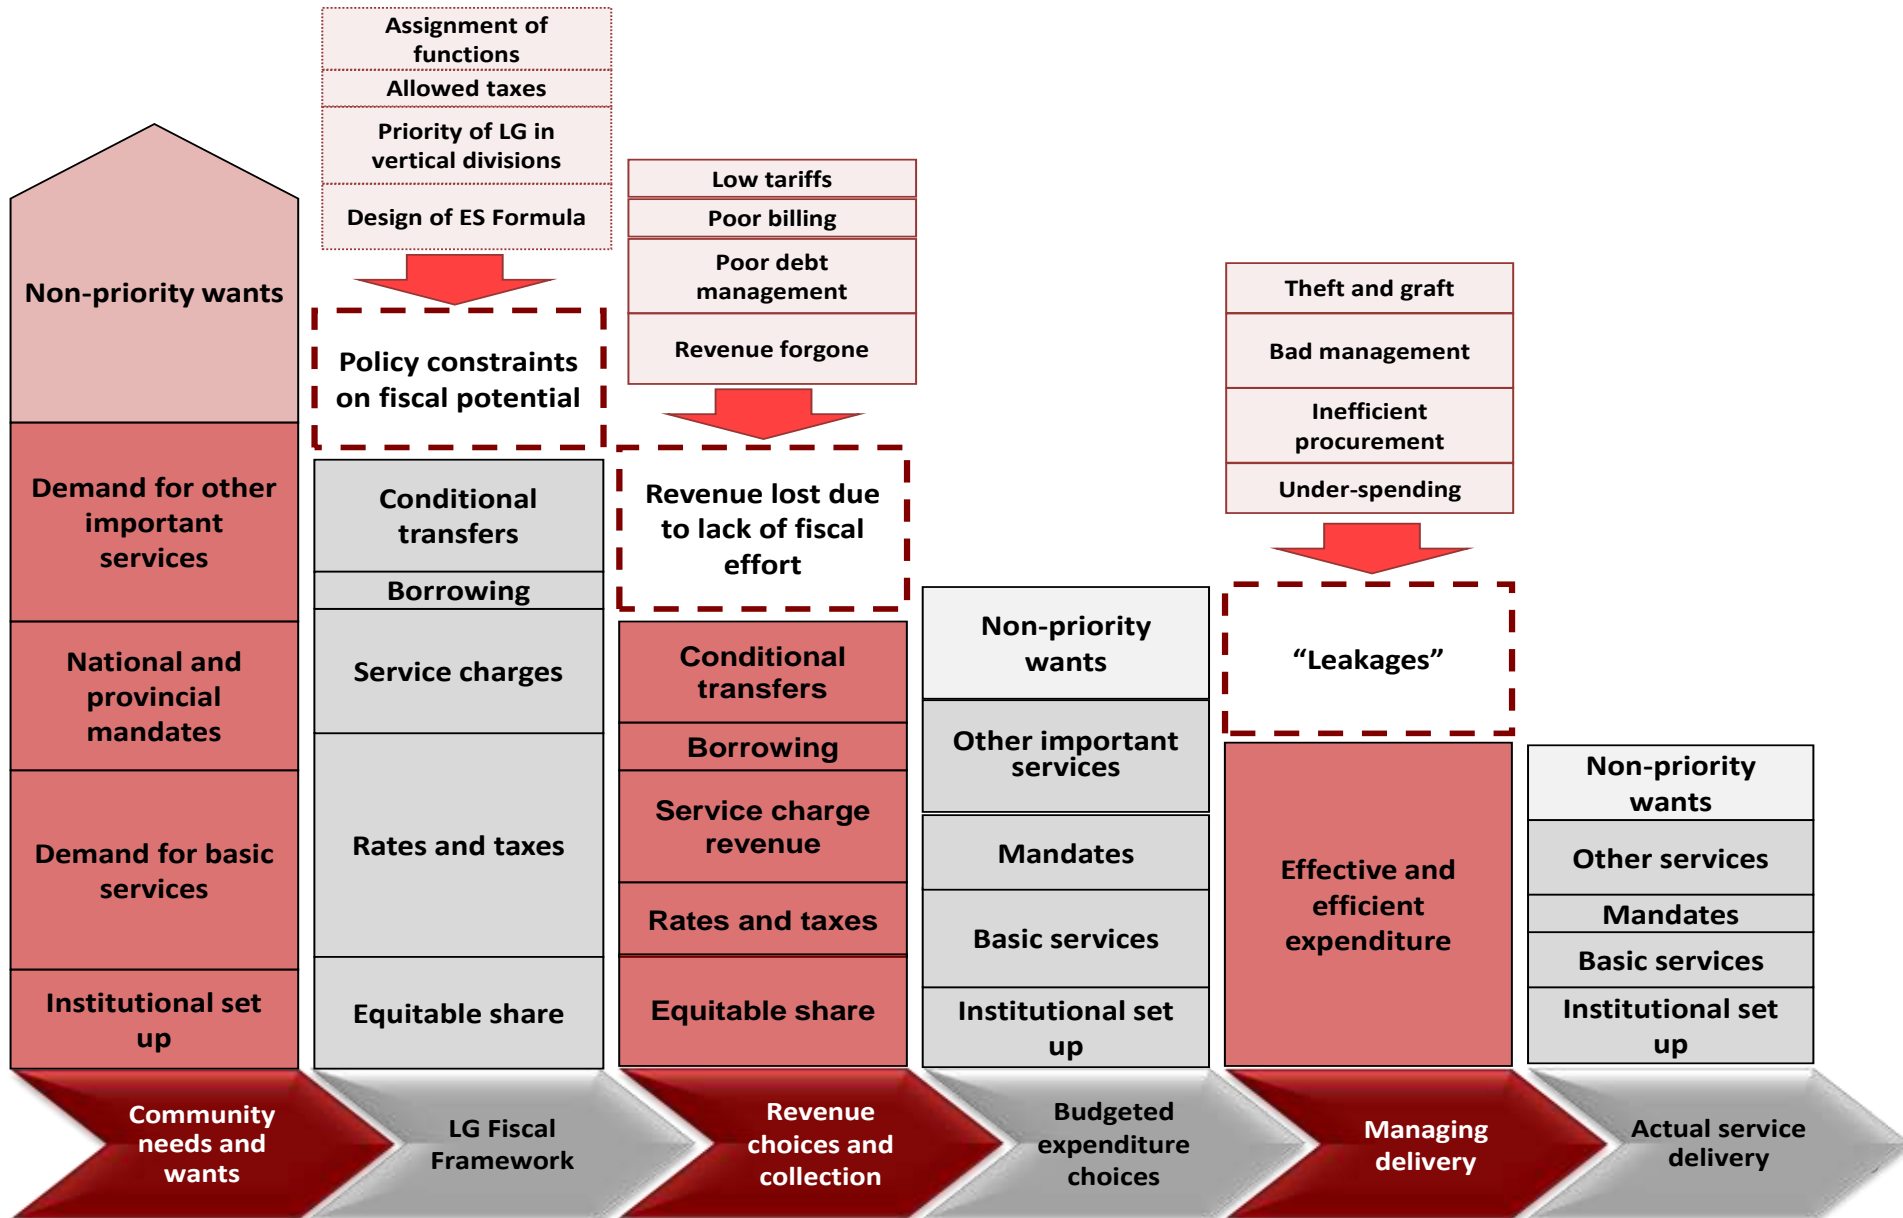 Non-priority wants
Demand for other
important
services
National and
provincial
mandates
Demand for basic
services
Institutional set
up
Community
needs and
wants
Assignment of
functions
Allowed taxes
Priority of LG in
vertical divisions
Design of ES Formula
Policy constraints
on fiscal potential
Conditional
transfers
Borrowing
Service charges
Rates and taxes
Equitable share
LG Fiscal
Framework
Low tariffs
Poor billing
Poor debt
management
Revenue forgone
Revenue lost due
to lack of fiscal
effort
Conditional
transfers
Borrowing
Service charge
revenue
Rates and taxes
Equitable share
Revenue
choices and
collection
Non-priority
wants
Other important
services
Mandates
Basic services
Institutional set
up
Budgeted
expenditure
choices
Theft and graft
Bad management
Inefficient
procurement
Under-spending
“Leakages”
Effective and
efficient
expenditure
Managing
delivery
Non-priority
wants
Other services
Mandates
Basic services
Institutional set
up
Actual service
delivery